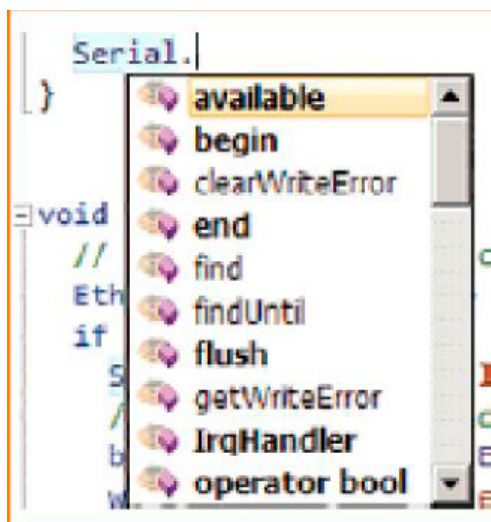 Serial.
}
available
begin
clearWriteError
void
end
//
find
Eth
findUntil
if
flush
S
getWriteError
/
IrqHandler
b
E
operator bool
W
E